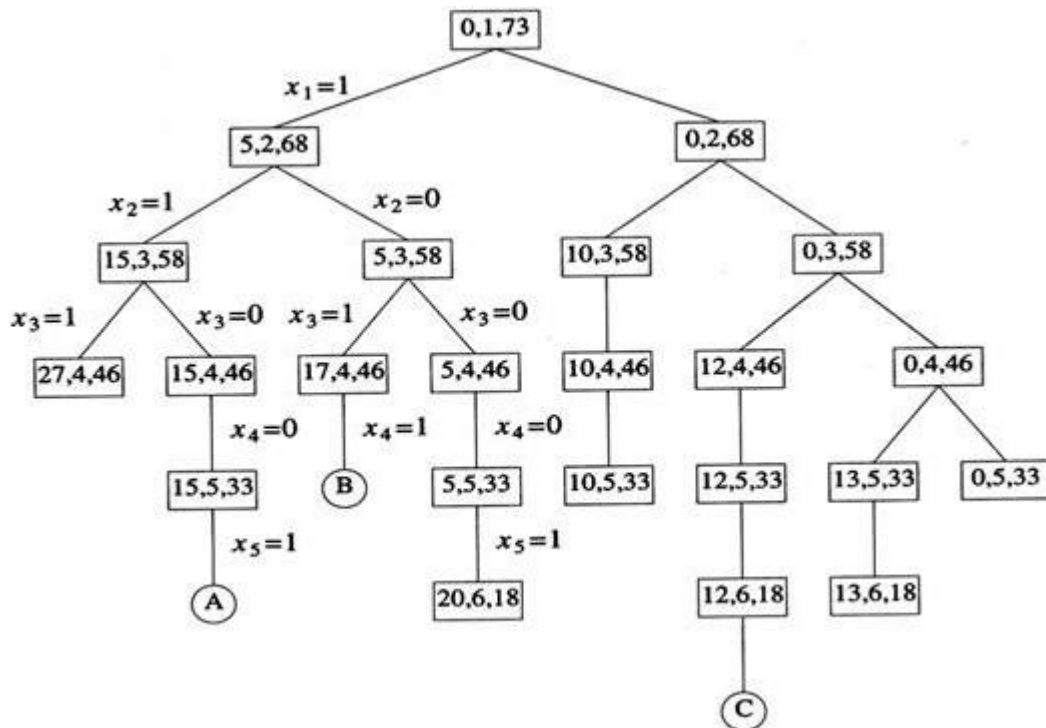 0,1,73
x₁=1
5,2,68
0,2,68
x₂=1
x₂=0
15,3,58
5,3,58
10,3,58
0,3,58
x₃=1
x₃=0
x₃=1
x₃=0
27,4,46
15,4,46
17,4,46
5,4,46
10,4,46
12,4,46
0,4,46
x₄=0
x₄=1
x₄=0
15,5,33
B
5,5,33
10,5,33
12,5,33
13,5,33
0,5,33
x₅=1
x₅=1
A
20,6,18
12,6,18
13,6,18
C